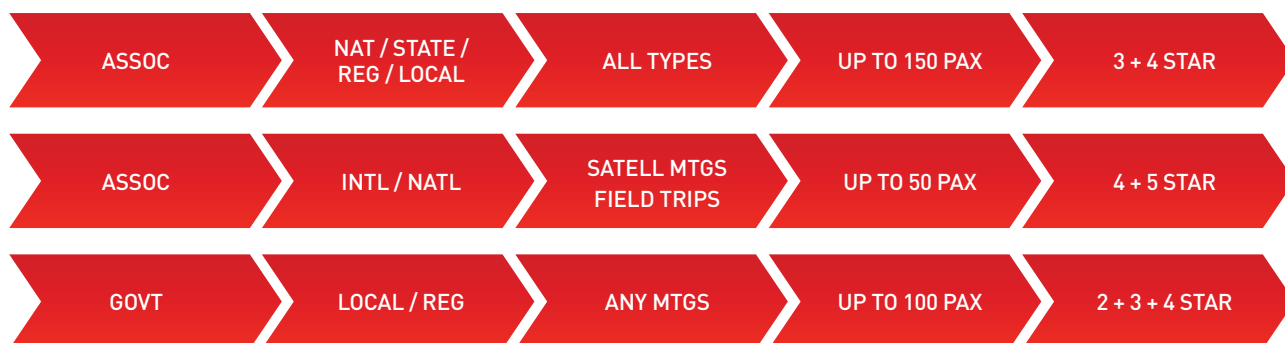 ASSOC
NAT / STATE /
REG / LOCAL
ALL TYPES
UP TO 150 PAX
3 + 4 STAR
ASSOC
INTL / NATL
SATELL MTGS
FIELD TRIPS
UP TO 50 PAX
4 + 5 STAR
GOVT
LOCAL / REG
ANY MTGS
UP TO 100 PAX
2 + 3 + 4 STAR